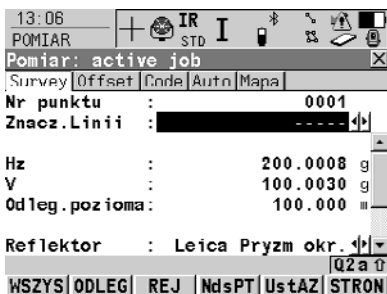 13:06
POMIAR
IR
STD
I
Pomiar: active job
Survey Offset Code Auto Mapa
Nr punktu : 0001
Znacz.Linii : -----
Hz : 200.0008 g
V : 100.0030 g
Odleg.pozioma: 100.000 m
Reflektor : Leica Pryzm okr.
Q2a
WSZYS ODLEG REJ NdsPT UstAZ STRON